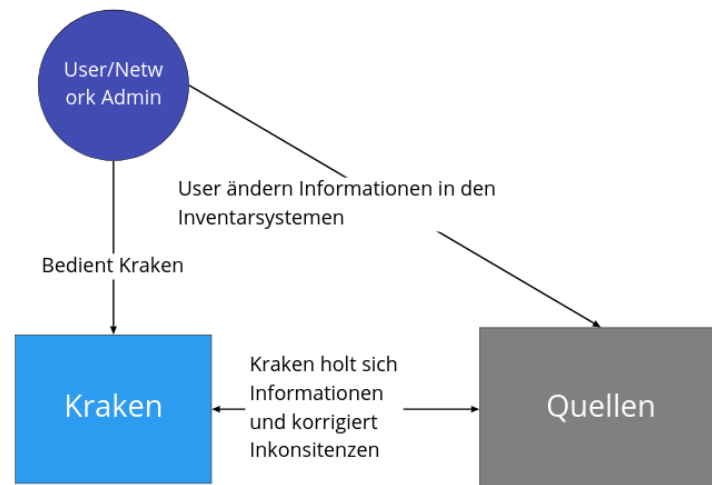 User/Netw
ork Admin
User ändern Informationen in den
Inventarsystemen
Bedient Kraken
Kraken holt sich
Informationen
und korrigiert
Inkonsitenzen
Kraken
Quellen